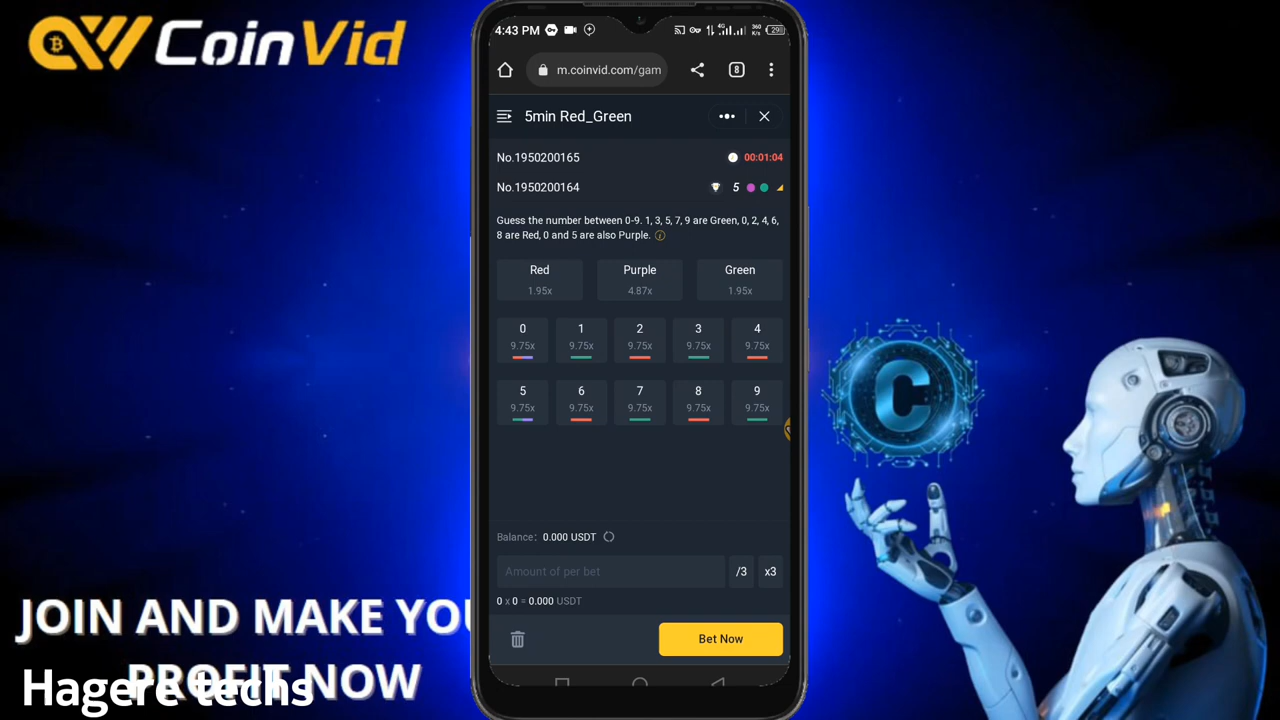 CoinVid
4:43 PM 4G 360 K/s 29
m.coinvid.com/gam 8
5min Red_Green
No.1950200165 00:01:04
No.1950200164 5
Guess the number between 0-9. 1, 3, 5, 7, 9 are Green, 0, 2, 4, 6,
8 are Red, 0 and 5 are also Purple.
Red Purple Green
1.95x 4.87x 1.95x
0 1 2 3 4
9.75x 9.75x 9.75x 9.75x 9.75x
5 6 7 8 9
9.75x 9.75x 9.75x 9.75x 9.75x
C
Balance: 0.000 USDT
Amount of per bet /3 x3
0 x 0 = 0.000 USDT
Bet Now
JOIN AND MAKE YOU
PROFIT NOW
Hagere techs